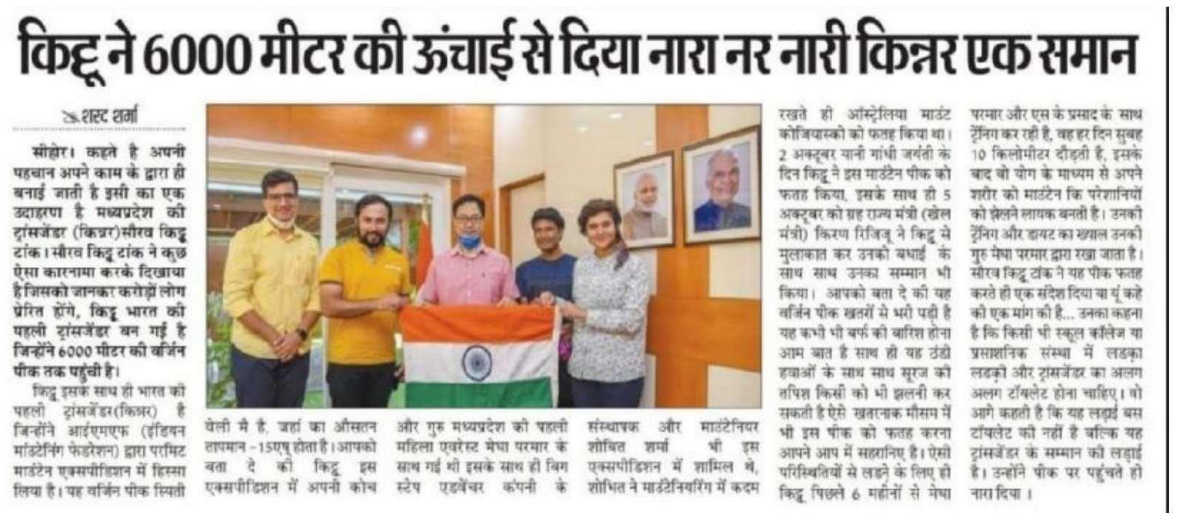 किट्टू ने 6000 मीटर की ऊंचाई से दिया नारा नर नारी किन्नर एक समान
शरद शर्मा
सीहोर। कहते है अपनी
पहचान अपने काम के द्वारा ही
बनाई जाती है इसी का एक
उदाहरण है मध्यप्रदेश की
ट्रांसजेंडर (किन्नर)सौरव किट्टू
टांक। सौरव किट्टू टांक ने कुछ
ऐसा कारनामा करके दिखाया
है जिसको जानकर करोड़ों लोग
प्रेरित होंगे, किट्टू भारत की
पहली ट्रांसजेंडर बन गई है
जिन्होंने 6000 मीटर की वर्जिन
पीक तक पहुंची है।
किट्टू इसके साथ ही भारत की
पहली ट्रांसजेंडर(किन्नर) है
जिन्होंने आईएमएफ (इंडियन
मांउटेनिंग फेडरेशन) द्वारा परमिट
माउंटेन एक्सपीडिशन में हिस्सा
लिया है। यह वर्जिन पीक स्पिती
वेली मै है, जहां का औसतन
तापमान -15एष् होता है।आपको
बता दे की किट्टू इस
एक्सपीडिशन में अपनी कोच
और गुरु मध्यप्रदेश की पहली
महिला एवरेस्ट मेघा परमार के
साथ गई थी इसके साथ ही बिग
स्टेप एडवेंचर कंपनी के
संस्थापक और माउंटेनियर
शोबित शर्मा भी इस
एक्सपीडिशन में शामिल थे,
शोभित ने माउंटेनियरिंग में कदम
रखते ही ऑस्ट्रेलिया माउंट
कोजियास्को को फतह किया था।
2 अक्टूबर यानी गांधी जयंती के
दिन किट्टू ने इस माउंटेन पीक को
फतह किया, इसके साथ ही 5
अक्टूबर को ग्रह राज्य मंत्री (खेल
मंत्री) किरण रिजिजू ने किट्टू से
मुलाकात कर उनको बधाई के
साथ साथ उनका सम्मान भी
किया। आपको बता दे की यह
वर्जिन पीक खतरों से भरी पड़ी है
यह कभी भी बर्फ की बारिश होना
आम बात है साथ ही यह ठंडी
हवाओं के साथ साथ सूरज की
तपिश किसी को भी झलनी कर
सकती है ऐसे खतरनाक मौसम में
भी इस पीक को फतह करना
आपने आप में सहरानिए है। ऐसी
परिस्थितियों से लडने के लिए ही
किट्टू पिछले 6 महीनों से मेघा
परमार और एस के प्रसाद के साथ
ट्रेनिंग कर रही है, वह हर दिन सुबह
10 किलोमीटर दौड़ती है, इसके
बाद वो योग के माध्यम से अपने
शरीर को माउंटेन कि परेशानियों
को झेलने लायक बनती है। उनकी
ट्रेनिंग और डायट का ख्याल उनकी
गुरु मेघा परमार द्वारा रखा जाता है।
सौरव किट्टू टांक ने यह पीक फतह
करते ही एक संदेश दिया या यूं कहे
की एक मांग की है... उनका कहना
है कि किसी भी स्कूल कॉलेज या
प्रसाशनिक संस्था में लडक़ा
लडक़ी और ट्रांसजेंडर का अलग
अलग टॉयलेट होना चाहिए। वो
आगे कहती है कि यह लड़ाई बस
टॉयलेट की नहीं है बल्कि यह
ट्रांसजेंडर के सम्मान की लड़ाई
है। उन्होंने पीक पर पहुंचते ही
नारा दिया ।